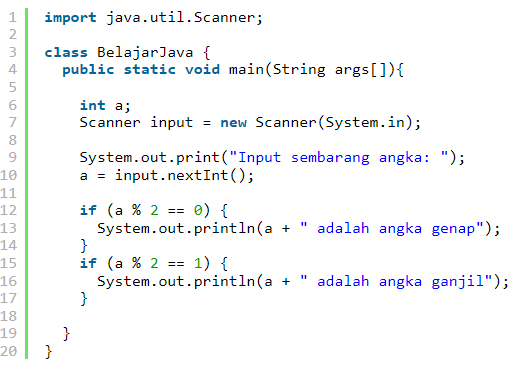 1 import java.util.Scanner;
2
3 class BelajarJava {
4   public static void main(String args[]){
5
6     int a;
7     Scanner input = new Scanner(System.in);
8
9     System.out.print("Input sembarang angka: ");
10     a = input.nextInt();
11
12     if (a % 2 == 0) {
13       System.out.println(a + " adalah angka genap");
14     }
15     if (a % 2 == 1) {
16       System.out.println(a + " adalah angka ganjil");
17     }
18
19   }
20 }